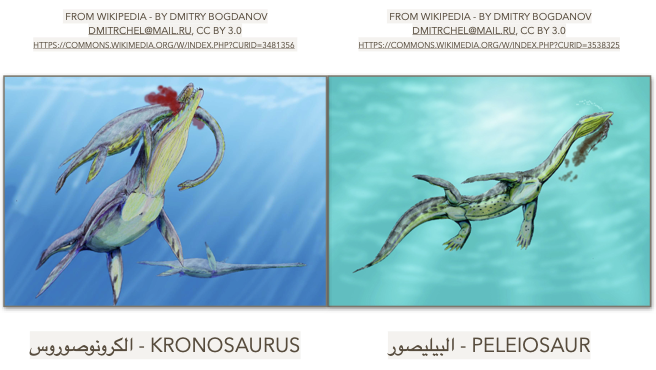 FROM WIKIPEDIA - BY DMITRY BOGDANOV
DMITRCHEL@MAIL.RU, CC BY 3.0
HTTPS://COMMONS.WIKIMEDIA.ORG/W/INDEX.PHP?CURID=3481356
FROM WIKIPEDIA - BY DMITRY BOGDANOV
DMITRCHEL@MAIL.RU, CC BY 3.0
HTTPS://COMMONS.WIKIMEDIA.ORG/W/INDEX.PHP?CURID=3538325
الكرونوصوروس - KRONOSAURUS
البيليصور - PELEIOSAUR